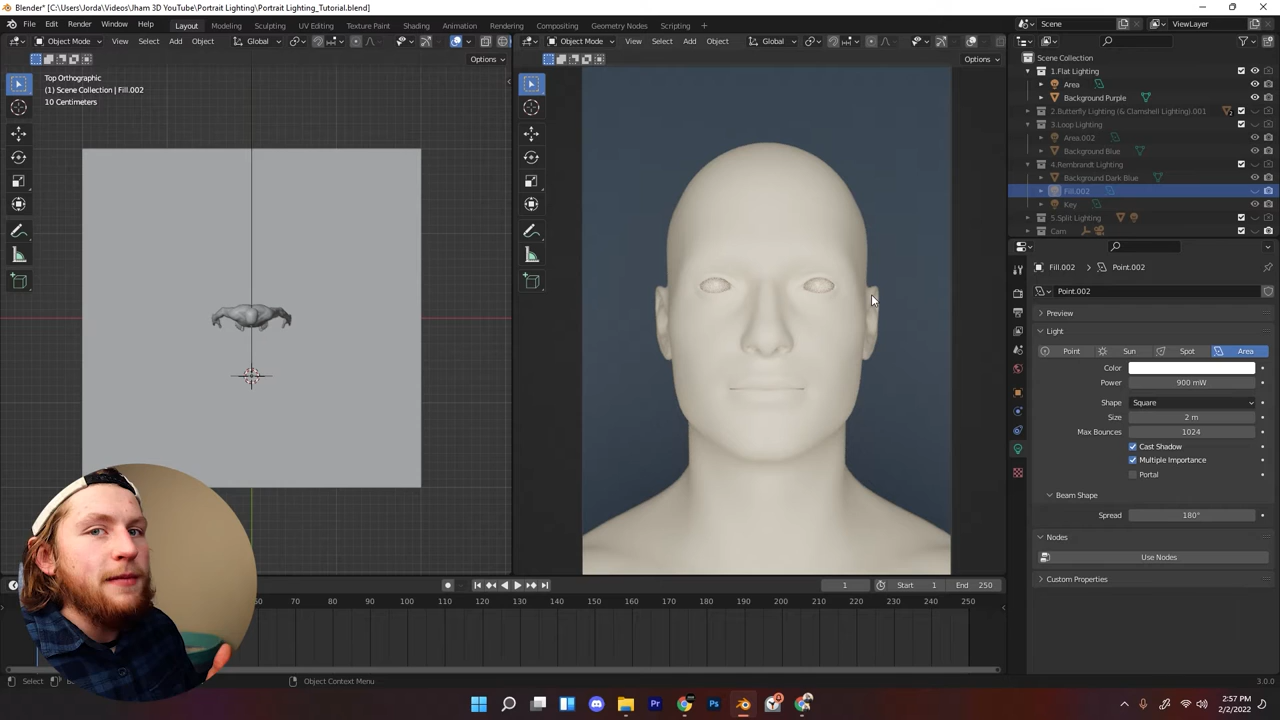 Blender* [C:\Users\Jorda\Videos\Jham 3D YouTube\Portrait Lighting\Portrait Lighting_Tutorial.blend]
File Edit Render Window Help Layout Modeling Sculpting UV Editing Texture Paint Shading Animation Rendering Compositing Geometry Nodes Scripting + Scene ViewLayer
Object Mode View Select Add Object Global
Object Mode View Select Add Object Global
Options
Options
Top Orthographic
(1) Scene Collection | Fill.002
10 Centimeters
Scene Collection
1.Flat Lighting
Area
Background Purple
2.Butterfly Lighting (& Clamshell Lighting).001
3.Loop Lighting
Area.002
Background Blue
4.Rembrandt Lighting
Background Dark Blue
Fill.002
Key
5.Split Lighting
Cam
Fill.002 Point.002
Point.002
Preview
Light
Point Sun Spot Area
Color
Power 900 mW
Shape Square
Size 2 m
Max Bounces 1024
Cast Shadow
Multiple Importance
Portal
Beam Shape
Spread 180°
Nodes
Use Nodes
Custom Properties
1 Start 1 End 250
60 70 80 90 100 110 120 130 140 150 160 170 180 190 200 210 220 230 240 250
Select Object Context Menu 3.0.0
2:57 PM
2/2/2022